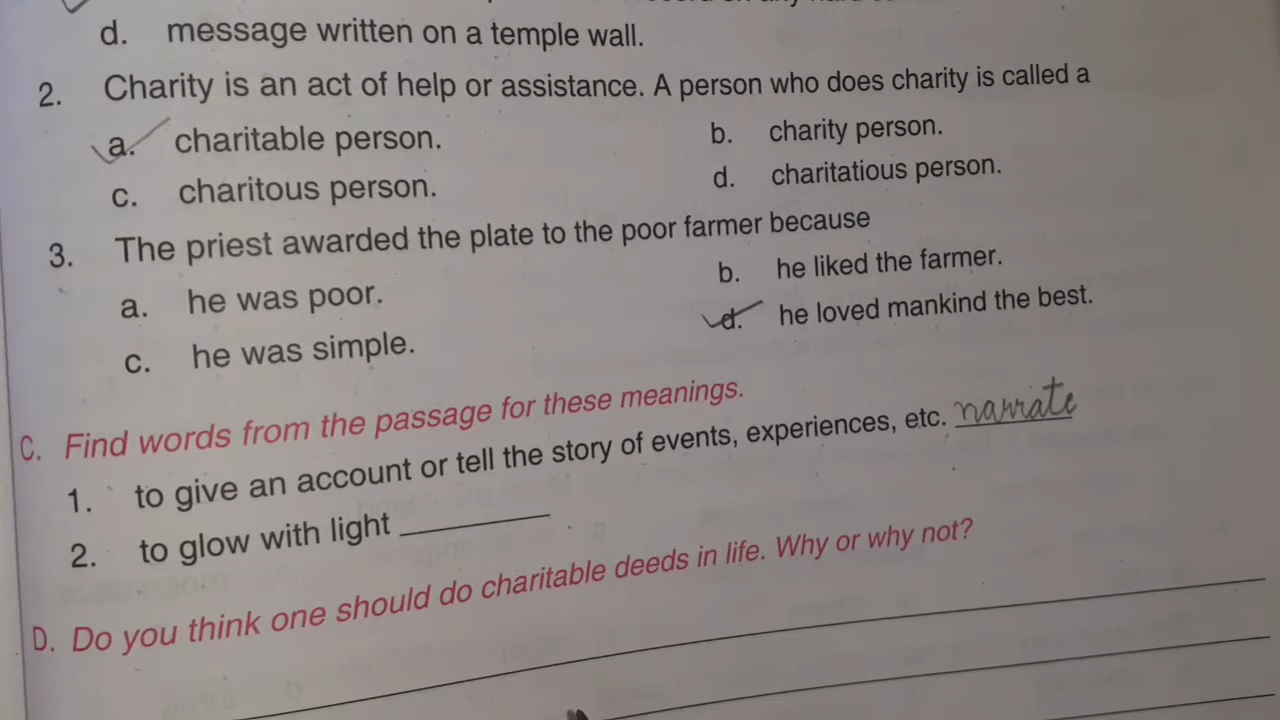 d. message written on a temple wall.
2. Charity is an act of help or assistance. A person who does charity is called a
a. charitable person. b. charity person.
c. charitous person. d. charitatious person.
3. The priest awarded the plate to the poor farmer because
a. he was poor. b. he liked the farmer.
c. he was simple. d. he loved mankind the best.
C. Find words from the passage for these meanings.
1. to give an account or tell the story of events, experiences, etc. narrate
2. to glow with light
D. Do you think one should do charitable deeds in life. Why or why not?